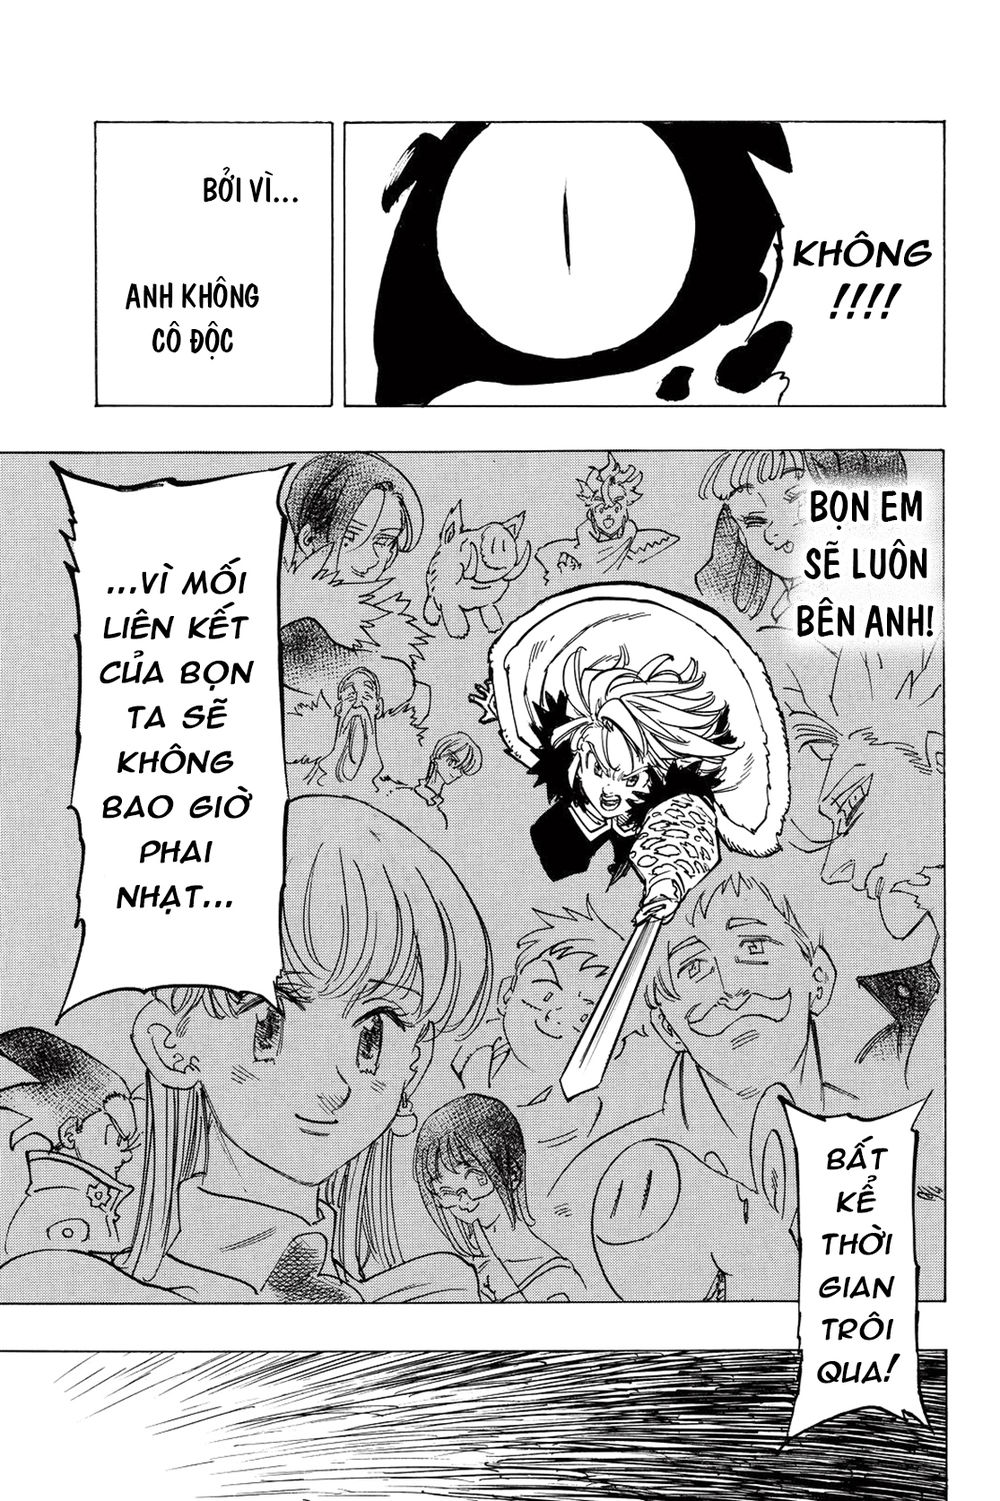 KHÔNG
!!!!
BỞI VÌ...
ANH KHÔNG
CÔ ĐỘC
BỌN EM
SẼ LUÔN
BÊN ANH!
...VÌ MỐI
LIÊN KẾT
CỦA BỌN
TA SẼ
KHÔNG
BAO GIỜ
PHAI
NHẠT...
BẤT
KỂ
THỜI
GIAN
TRÔI
QUA!